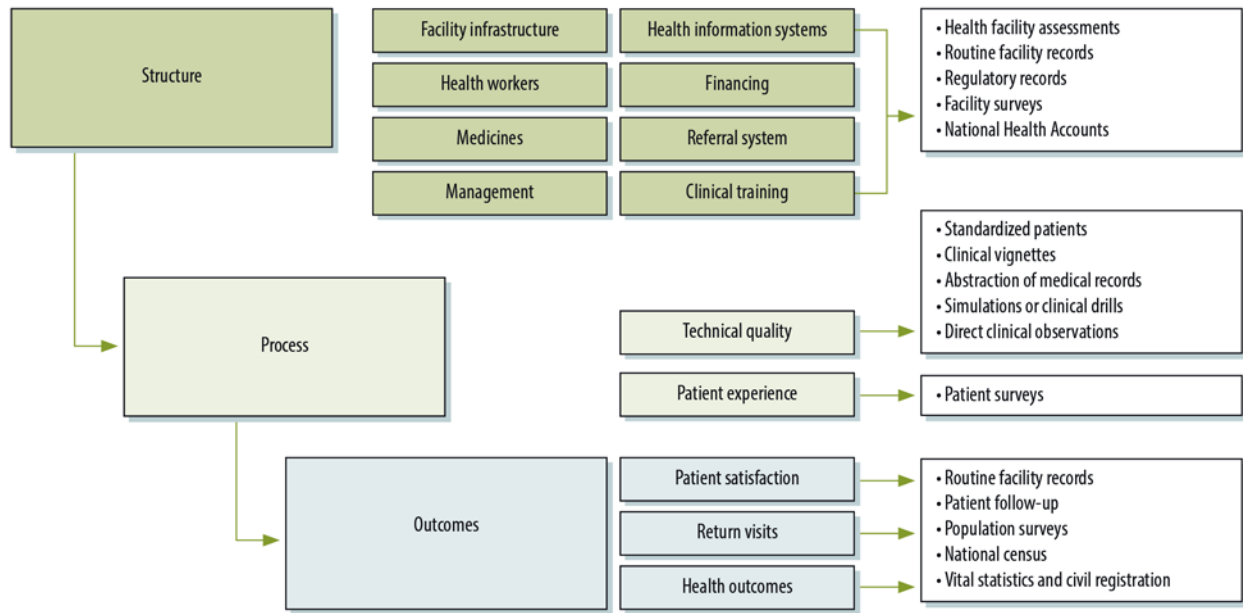 Structure
Facility infrastructure
Health information systems
Health workers
Financing
Medicines
Referral system
Management
Clinical training
• Health facility assessments
• Routine facility records
• Regulatory records
• Facility surveys
• National Health Accounts
Process
Technical quality
• Standardized patients
• Clinical vignettes
• Abstraction of medical records
• Simulations or clinical drills
• Direct clinical observations
Patient experience
• Patient surveys
Outcomes
Patient satisfaction
Return visits
Health outcomes
• Routine facility records
• Patient follow-up
• Population surveys
• National census
• Vital statistics and civil registration